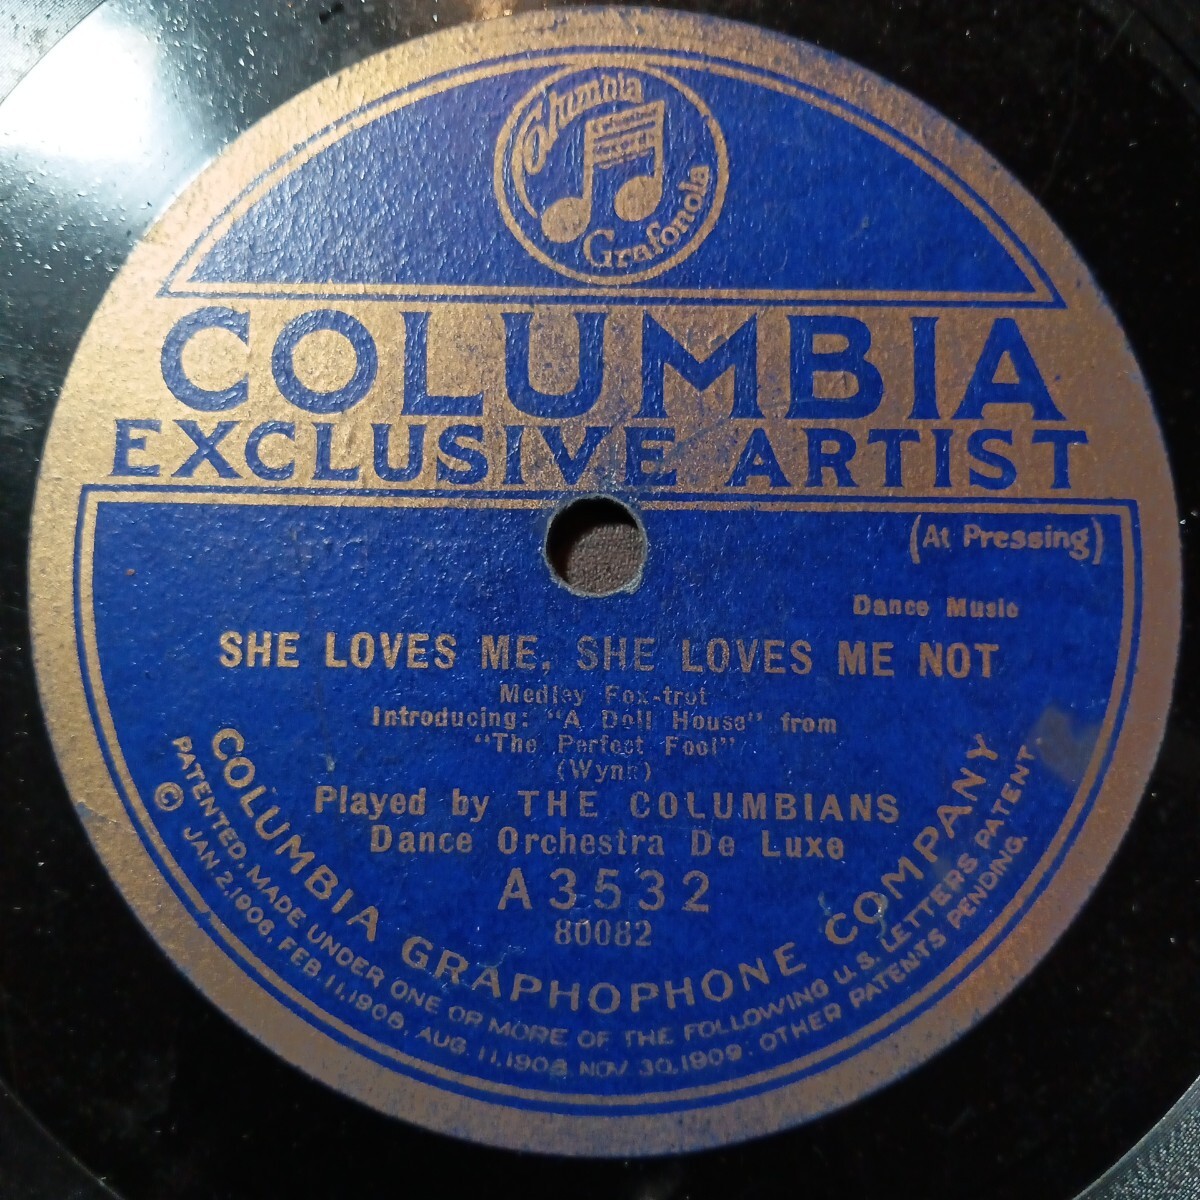 Columbia
Grafonola
COLUMBIA
EXCLUSIVE ARTIST
(At Pressing)
Dance Music
SHE LOVES ME, SHE LOVES ME NOT
Medley Fox-trot
Introducing: "A Doll House" from
"The Perfect Fool"
(Wynn)
Played by THE COLUMBIANS
Dance Orchestra De Luxe
A3532
80082
COLUMBIA GRAPHOPHONE COMPANY
PATENTED. MADE UNDER ONE OR MORE OF THE FOLLOWING U.S. LETTERS PATENT
© JAN. 2, 1906, FEB. 11, 1908, AUG. 11, 1908, NOV. 30, 1909: OTHER PATENTS PENDING.